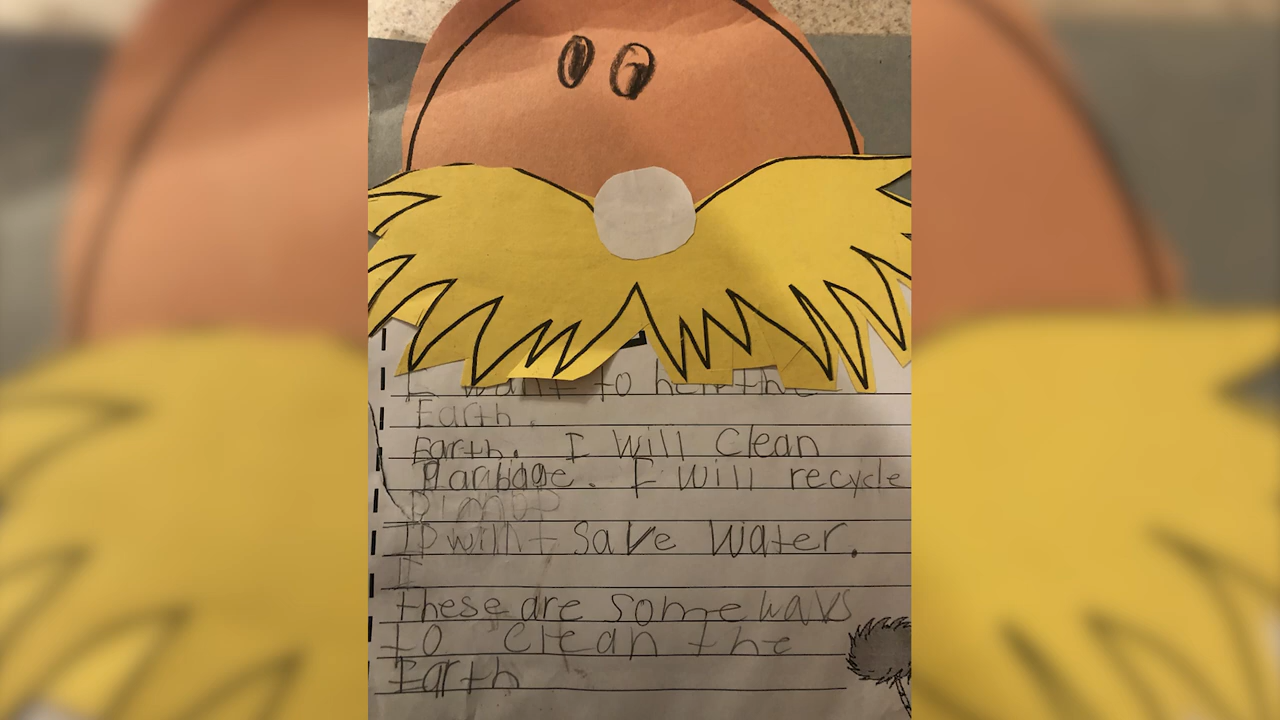 I want to help the
Earth.
Earth. I will Clean
garbage. I will recycle
I will save water.
I
these are some ways
to clean the
Earth